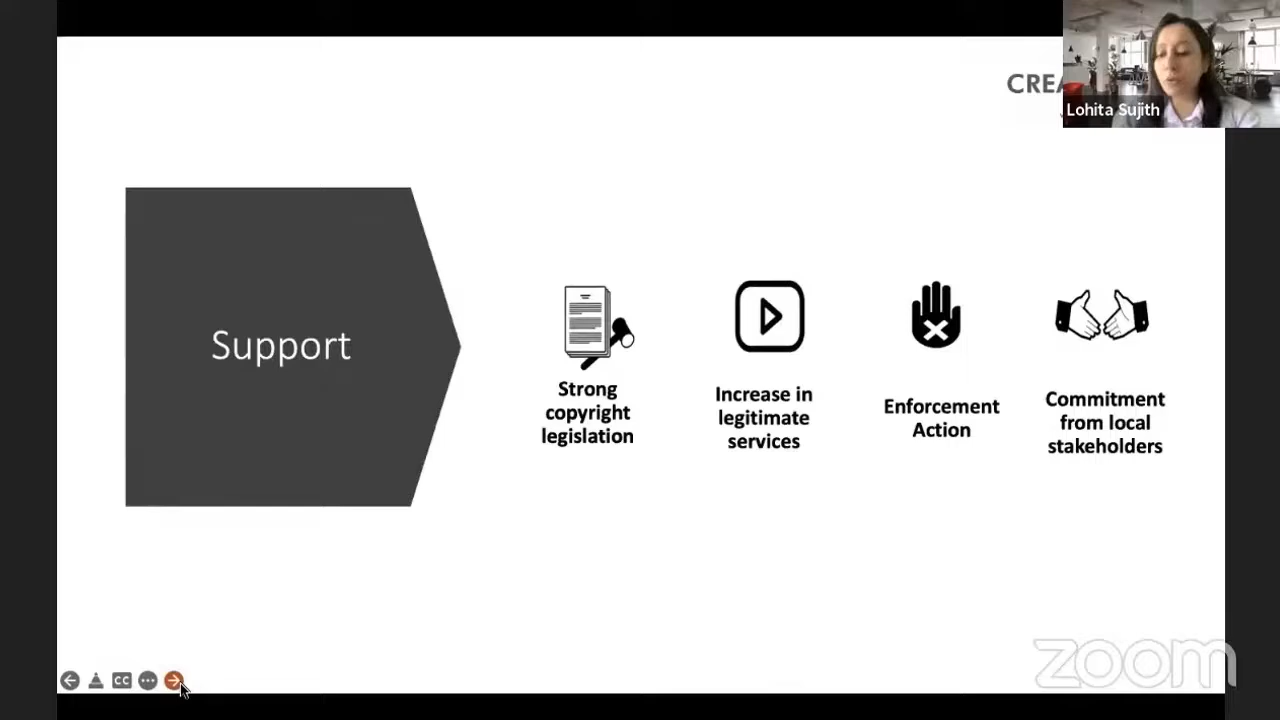 CREA
Lohita Sujith
Support
Strong
copyright
legislation
Increase in
legitimate
services
Enforcement
Action
Commitment
from local
stakeholders
CC
zoom